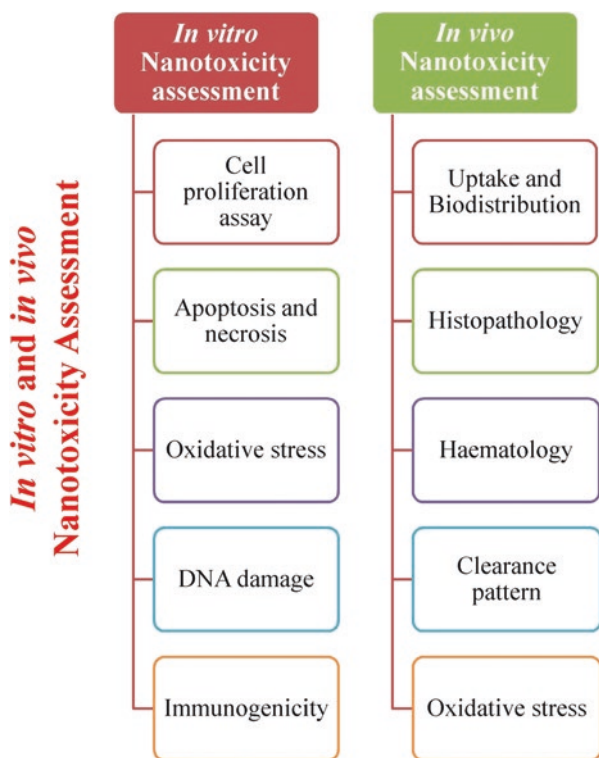 In vitro and in vivo
Nanotoxicity Assessment
In vitro
Nanotoxicity
assessment
Cell
proliferation
assay
Apoptosis and
necrosis
Oxidative stress
DNA damage
Immunogenicity
In vivo
Nanotoxicity
assessment
Uptake and
Biodistribution
Histopathology
Haematology
Clearance
pattern
Oxidative stress